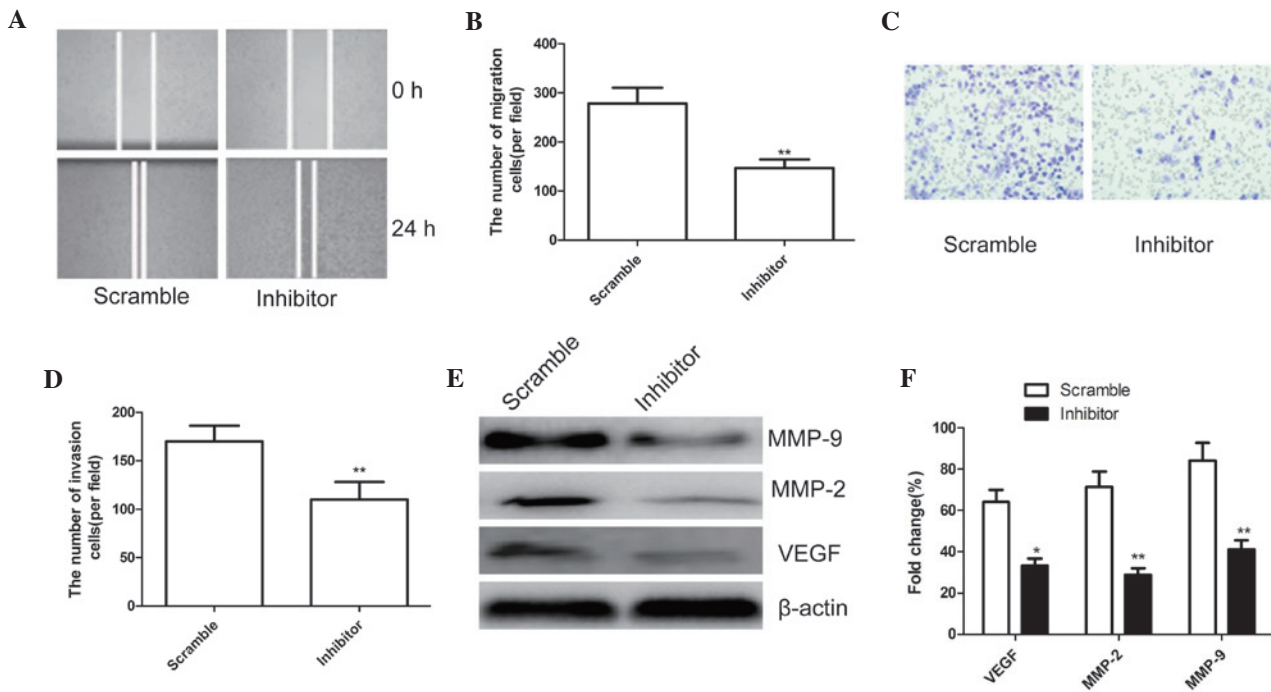 A
0 h
24 h
Scramble
Inhibitor
B
The number of migration
cells(per field)
400
300
200
100
0
**
Scramble
Inhibitor
C
Scramble
Inhibitor
D
The number of invasion
cells(per field)
200
150
100
50
0
**
Scramble
Inhibitor
E
Scramble
Inhibitor
MMP-9
MMP-2
VEGF
β-actin
F
Scramble
Inhibitor
Fold change(%)
100
80
60
40
20
0
*
**
**
VEGF
MMP-2
MMP-9